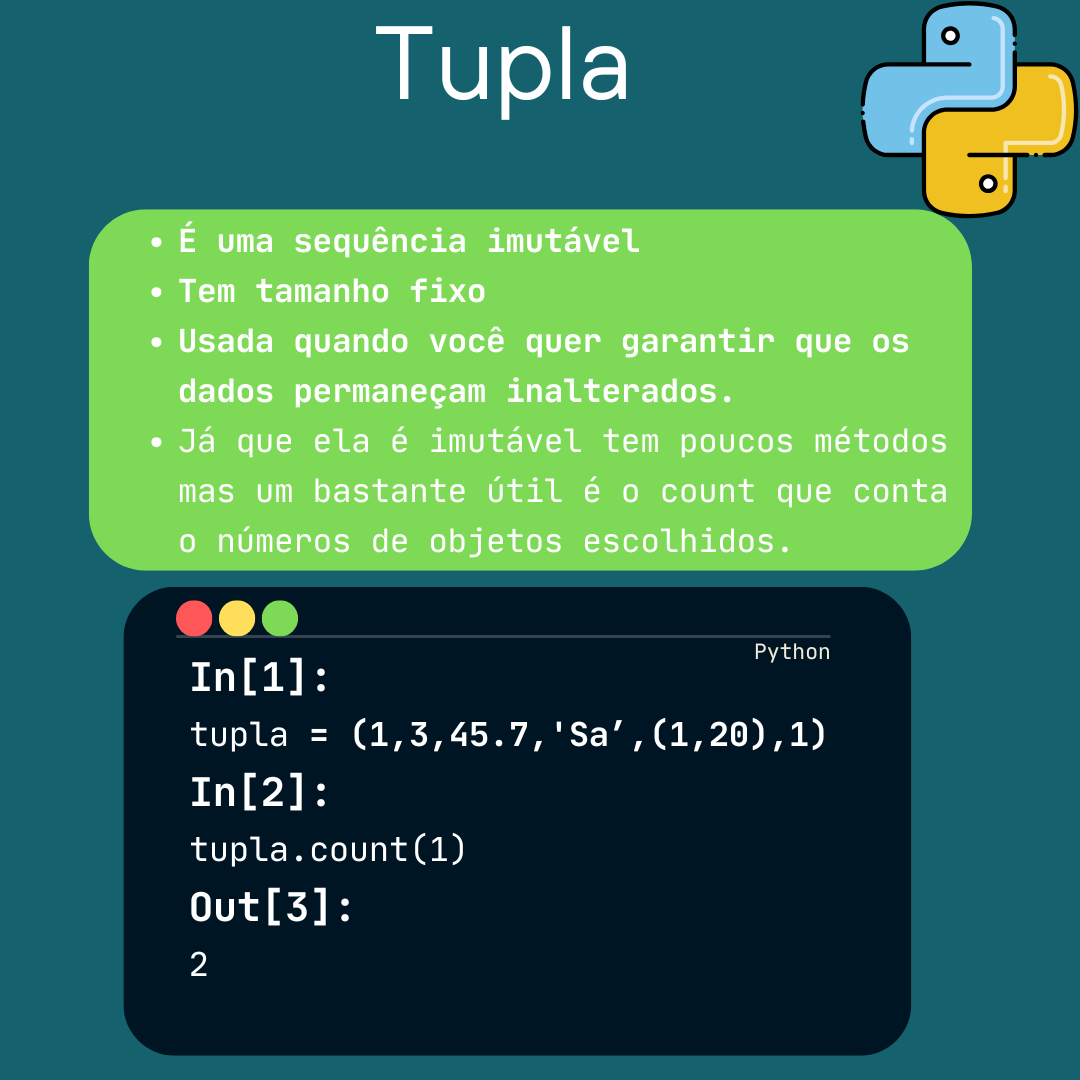 Tupla
• É uma sequência imutável
• Tem tamanho fixo
• Usada quando você quer garantir que os
dados permaneçam inalterados.
• Já que ela é imutável tem poucos métodos
mas um bastante útil é o count que conta
o números de objetos escolhidos.
Python
In[1]:
tupla = (1,3,45.7,'Sa’,(1,20),1)
In[2]:
tupla.count(1)
Out[3]:
2